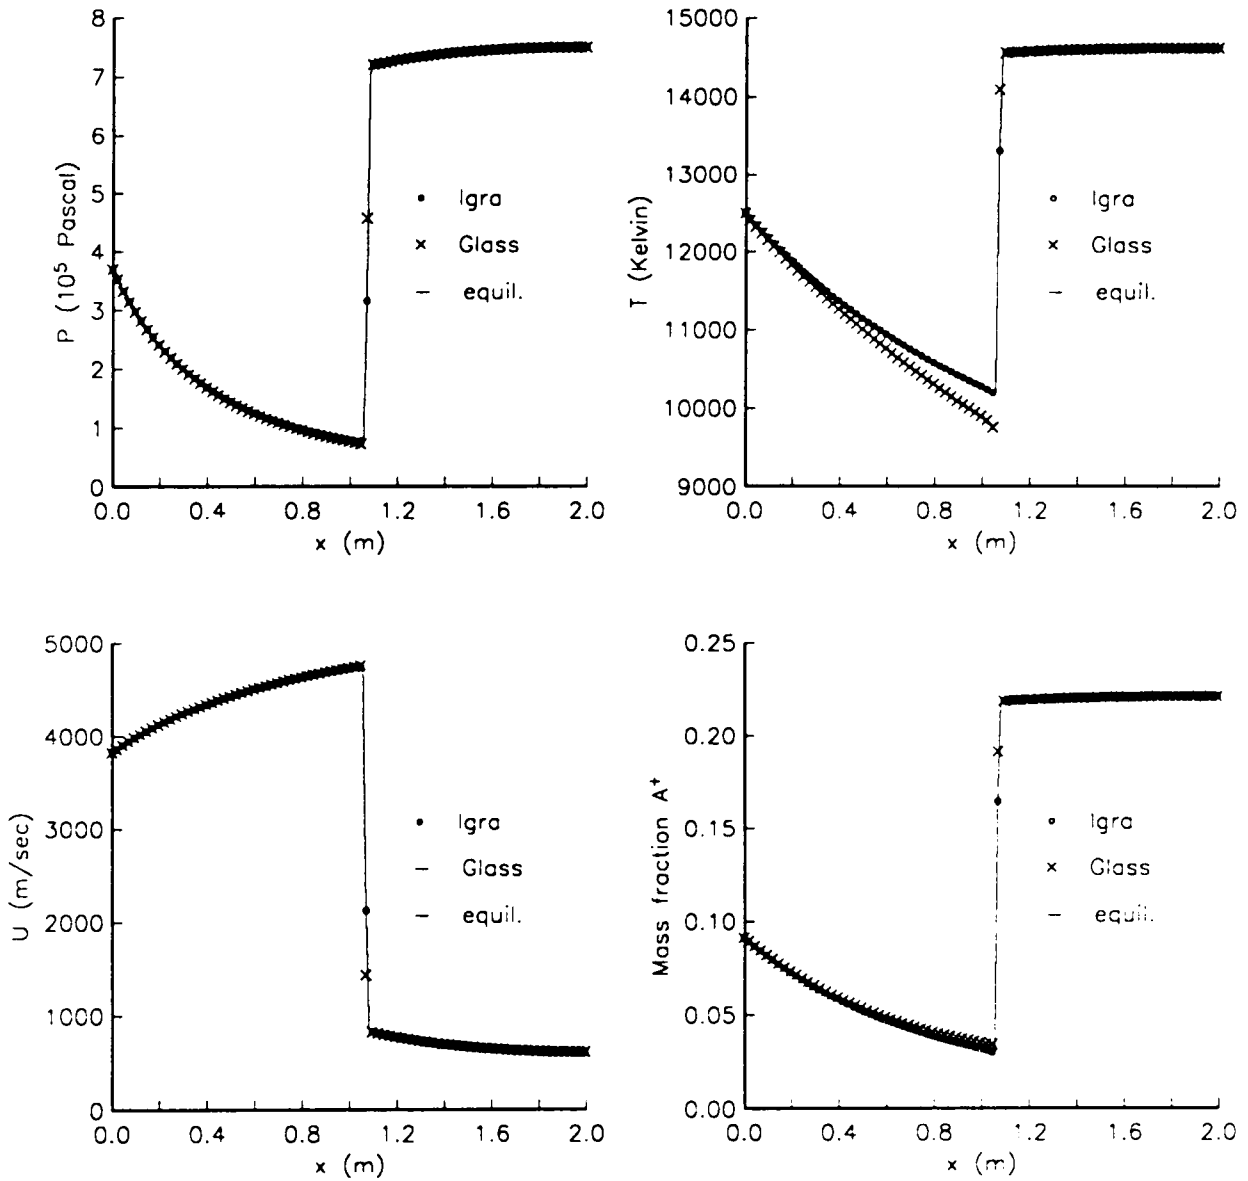 8
7
6
5
4
3
2
1
0
P (10⁵ Pascal)
Igra
Glass
equil.
0.0 0.4 0.8 1.2 1.6 2.0
x (m)
15000
14000
13000
12000
11000
10000
9000
T (Kelvin)
Igra
Glass
equil.
0.0 0.4 0.8 1.2 1.6 2.0
x (m)
5000
4000
3000
2000
1000
0
U (m/sec)
Igra
Glass
equil.
0.0 0.4 0.8 1.2 1.6 2.0
x (m)
0.25
0.20
0.15
0.10
0.05
0.00
Mass fraction A⁺
Igra
Glass
equil.
0.0 0.4 0.8 1.2 1.6 2.0
x (m)